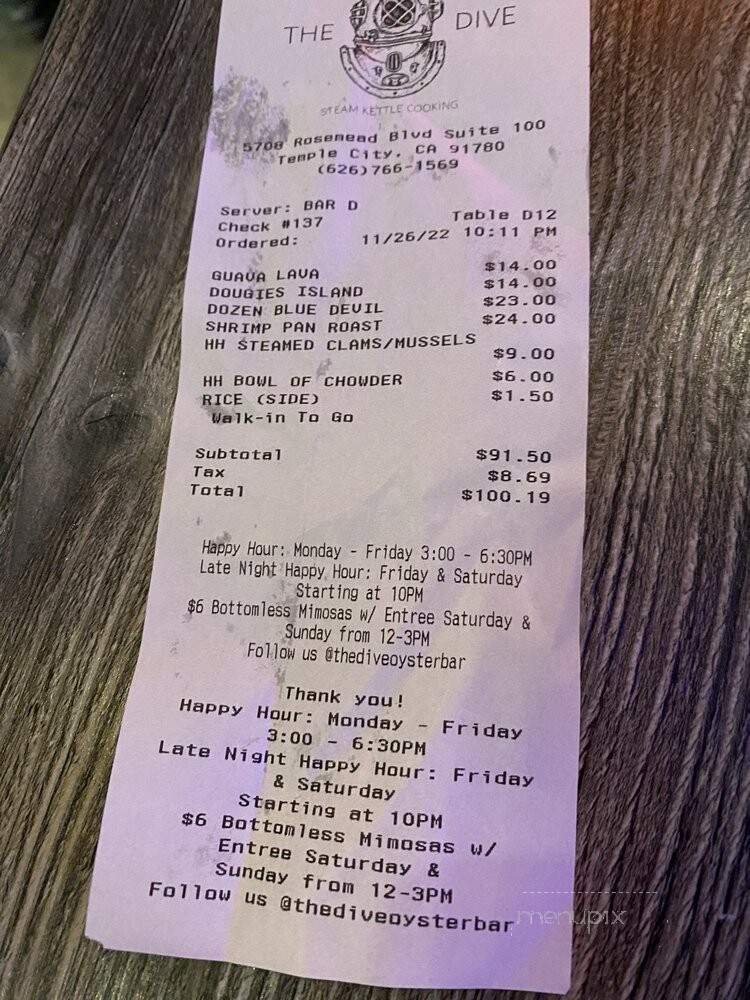 THE DIVE
STEAM KETTLE COOKING
5708 Rosemead Blvd Suite 100
Temple City, CA 91780
(626)766-1569
Server: BAR D
Check #137 Table D12
Ordered: 11/26/22 10:11 PM
GUAVA LAVA $14.00
DOUGIES ISLAND $14.00
DOZEN BLUE DEVIL $23.00
SHRIMP PAN ROAST $24.00
HH STEAMED CLAMS/MUSSELS
$9.00
HH BOWL OF CHOWDER $6.00
RICE (SIDE) $1.50
Walk-in To Go
Subtotal $91.50
Tax $8.69
Total $100.19
Happy Hour: Monday - Friday 3:00 - 6:30PM
Late Night Happy Hour: Friday & Saturday
Starting at 10PM
$6 Bottomless Mimosas w/ Entree Saturday &
Sunday from 12-3PM
Follow us @thediveoysterbar
Thank you!
Happy Hour: Monday - Friday
3:00 - 6:30PM
Late Night Happy Hour: Friday
& Saturday
Starting at 10PM
$6 Bottomless Mimosas w/
Entree Saturday &
Sunday from 12-3PM
Follow us @thediveoysterbar
menupix